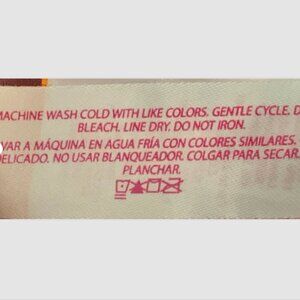 MACHINE WASH COLD WITH LIKE COLORS. GENTLE CYCLE. D
BLEACH. LINE DRY. DO NOT IRON.
VAR A MÁQUINA EN AGUA FRÍA CON COLORES SIMILARES.
DELICADO. NO USAR BLANQUEADOR. COLGAR PARA SECAR.
PLANCHAR.